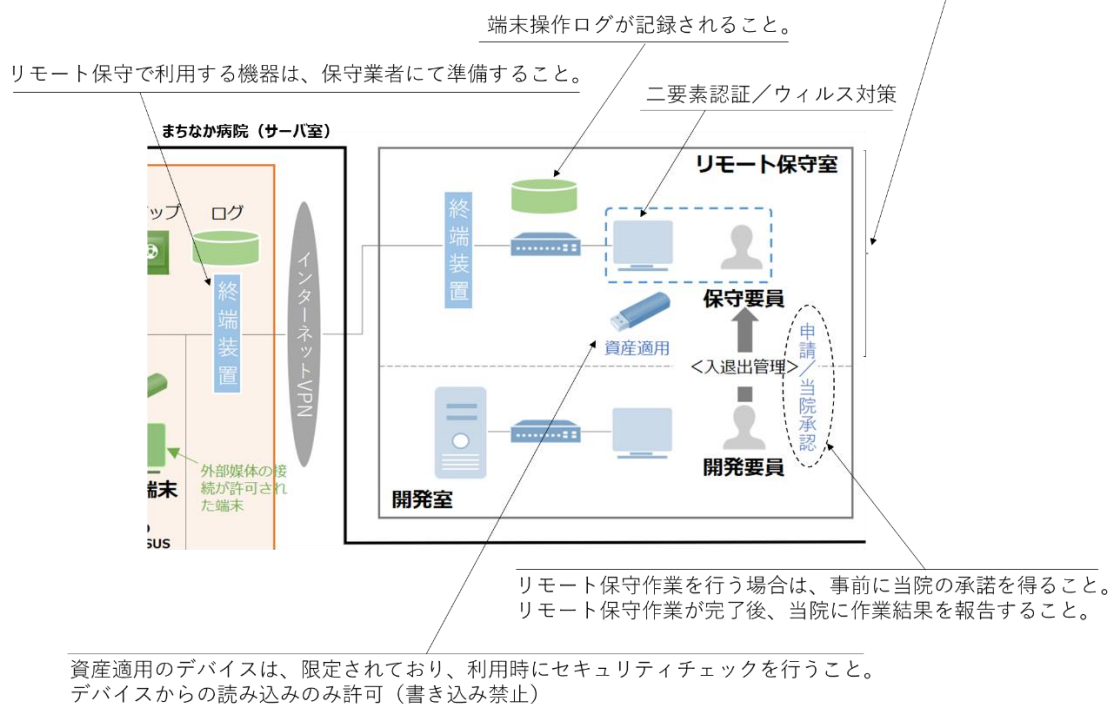 端末操作ログが記録されること。
リモート保守で利用する機器は、保守業者にて準備すること。
二要素認証／ウィルス対策
まちなか病院（サーバ室）
リモート保守室
ップ
ログ
終端装置
終端装置
インターネットVPN
保守要員
資産適用
＜入退出管理＞
申請／当院承認
外部媒体の接
続が許可され
た端末
端末
SUS
開発要員
開発室
リモート保守作業を行う場合は、事前に当院の承諾を得ること。
リモート保守作業が完了後、当院に作業結果を報告すること。
資産適用のデバイスは、限定されており、利用時にセキュリティチェックを行うこと。
デバイスからの読み込みのみ許可（書き込み禁止）